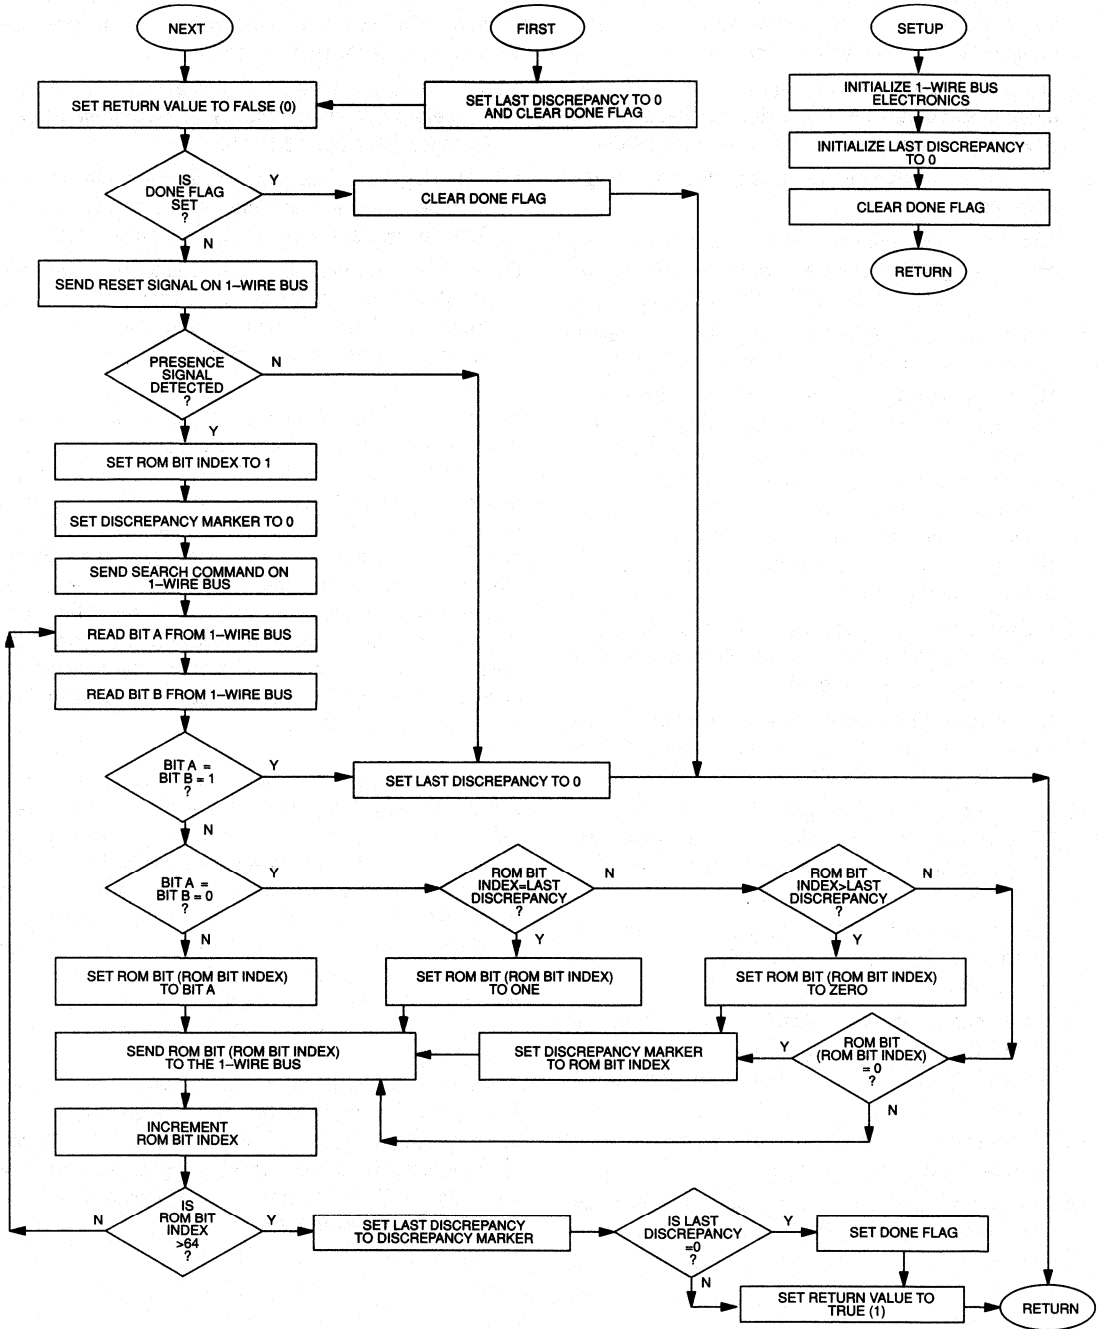 NEXT
FIRST
SETUP
SET RETURN VALUE TO FALSE (0)
SET LAST DISCREPANCY TO 0
AND CLEAR DONE FLAG
INITIALIZE 1–WIRE BUS
ELECTRONICS
INITIALIZE LAST DISCREPANCY
TO 0
CLEAR DONE FLAG
RETURN
IS
DONE FLAG
SET
?
Y
CLEAR DONE FLAG
N
SEND RESET SIGNAL ON 1–WIRE BUS
PRESENCE
SIGNAL
DETECTED
?
N
Y
SET ROM BIT INDEX TO 1
SET DISCREPANCY MARKER TO 0
SEND SEARCH COMMAND ON
1–WIRE BUS
READ BIT A FROM 1–WIRE BUS
READ BIT B FROM 1–WIRE BUS
BIT A =
BIT B = 1
?
Y
SET LAST DISCREPANCY TO 0
N
BIT A =
BIT B = 0
?
Y
ROM BIT
INDEX=LAST
DISCREPANCY
?
N
ROM BIT
INDEX>LAST
DISCREPANCY
?
N
N
Y
Y
SET ROM BIT (ROM BIT INDEX)
TO BIT A
SET ROM BIT (ROM BIT INDEX)
TO ONE
SET ROM BIT (ROM BIT INDEX)
TO ZERO
SEND ROM BIT (ROM BIT INDEX)
TO THE 1–WIRE BUS
SET DISCREPANCY MARKER
TO ROM BIT INDEX
Y
ROM BIT
(ROM BIT INDEX)
= 0
?
N
INCREMENT
ROM BIT INDEX
N
IS
ROM BIT
INDEX
>64
?
Y
SET LAST DISCREPANCY
TO DISCREPANCY MARKER
IS LAST
DISCREPANCY
=0
?
Y
SET DONE FLAG
N
SET RETURN VALUE TO
TRUE (1)
RETURN